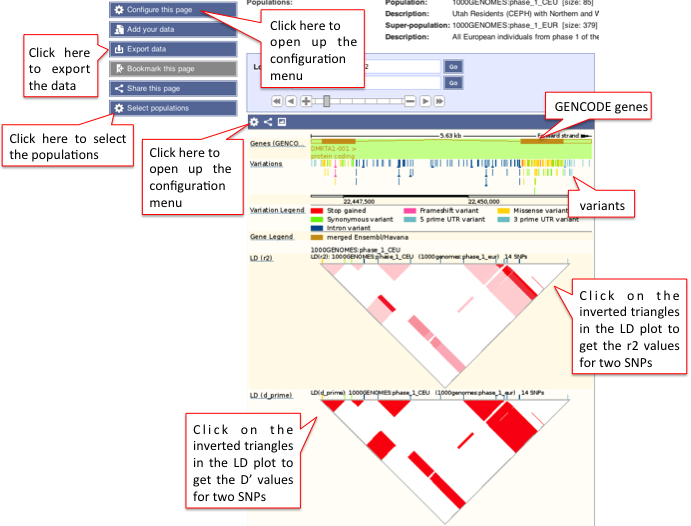 Configure this page
Add your data
Export data
Bookmark this page
Share this page
Select populations
Click here to export the data
Click here to select the populations
Click here to open up the configuration menu
Click here to open up the configuration menu
Populations:
Population: 1000GENOMES:phase_1_CEU [size: 85]
Description: Utah Residents (CEPH) with Northern and W
Super-population: 1000GENOMES:phase_1_EUR [size: 379]
Description: All European individuals from phase 1 of the
Lo
2
Go
Go
GENCODE genes
5.63 kb
Forward strand
Genes (GENCO...
DMRTA1-001 >
protein coding
Variations
22,447,500
22,450,000
variants
Variation Legend
Stop gained
Frameshift variant
Missense variant
Synonymous variant
5 prime UTR variant
3 prime UTR variant
Intron variant
Gene Legend
merged Ensembl/Havana
1000GENOMES:phase_1_CEU
LD (r2)
LD(r2): 1000GENOMES:phase_1_CEU (1000genomes:phase_1_eur) 14 SNPs
Click on the inverted triangles in the LD plot to get the r2 values for two SNPs
LD (d_prime)
LD(d_prime) 1000GENOMES:phase_1_CEU (1000genomes:phase_1_eur) 14 SNPs
Click on the inverted triangles in the LD plot to get the D’ values for two SNPs